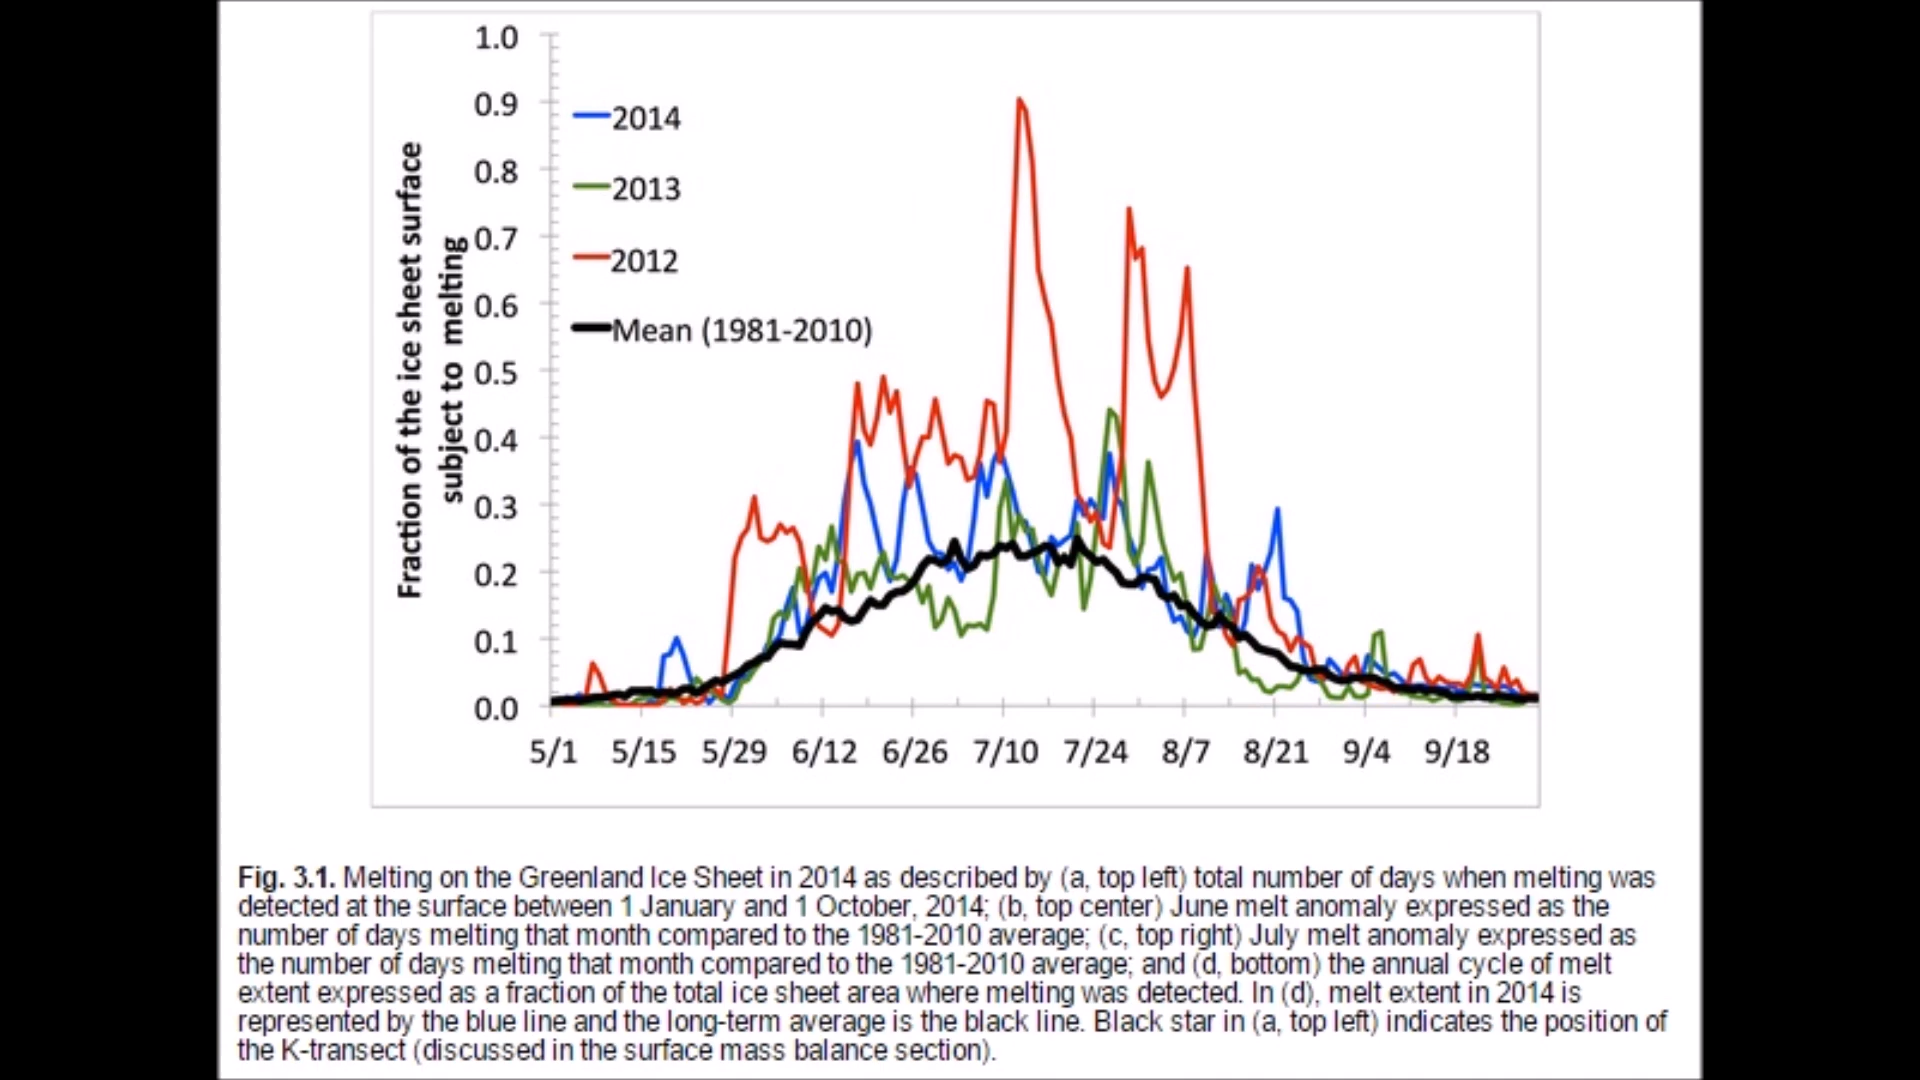 1.0
0.9
0.8
0.7
0.6
0.5
0.4
0.3
0.2
0.1
0.0
Fraction of the ice sheet surface
subject to melting
2014
2013
2012
Mean (1981-2010)
5/1 5/15 5/29 6/12 6/26 7/10 7/24 8/7 8/21 9/4 9/18
Fig. 3.1. Melting on the Greenland Ice Sheet in 2014 as described by (a, top left) total number of days when melting was
detected at the surface between 1 January and 1 October, 2014; (b, top center) June melt anomaly expressed as the
number of days melting that month compared to the 1981-2010 average; (c, top right) July melt anomaly expressed as
the number of days melting that month compared to the 1981-2010 average; and (d, bottom) the annual cycle of melt
extent expressed as a fraction of the total ice sheet area where melting was detected. In (d), melt extent in 2014 is
represented by the blue line and the long-term average is the black line. Black star in (a, top left) indicates the position of
the K-transect (discussed in the surface mass balance section).